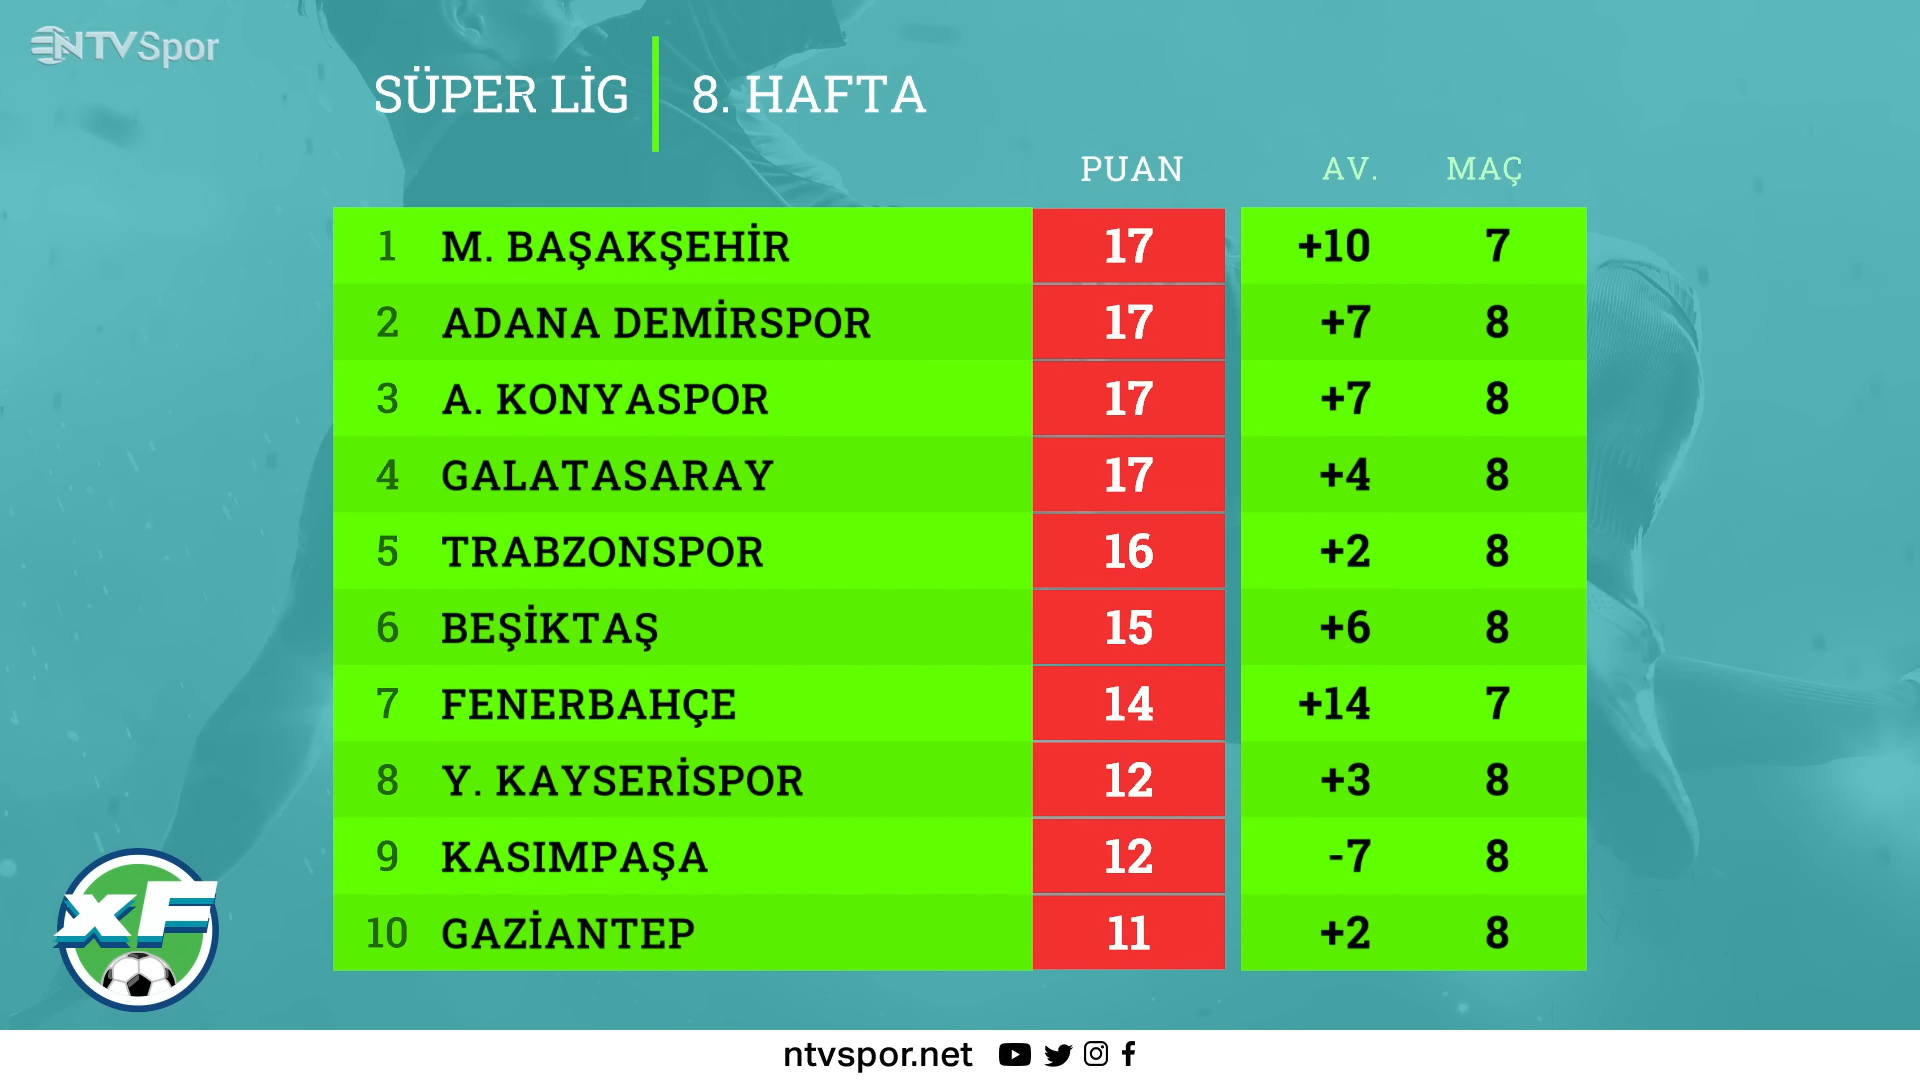 NTVSpor
SÜPER LİG 8. HAFTA
PUAN AV. MAÇ
1 M. BAŞAKŞEHİR 17 +10 7
2 ADANA DEMİRSPOR 17 +7 8
3 A. KONYASPOR 17 +7 8
4 GALATASARAY 17 +4 8
5 TRABZONSPOR 16 +2 8
6 BEŞİKTAŞ 15 +6 8
7 FENERBAHÇE 14 +14 7
8 Y. KAYSERİSPOR 12 +3 8
9 KASIMPAŞA 12 -7 8
10 GAZİANTEP 11 +2 8
xF
ntvspor.net